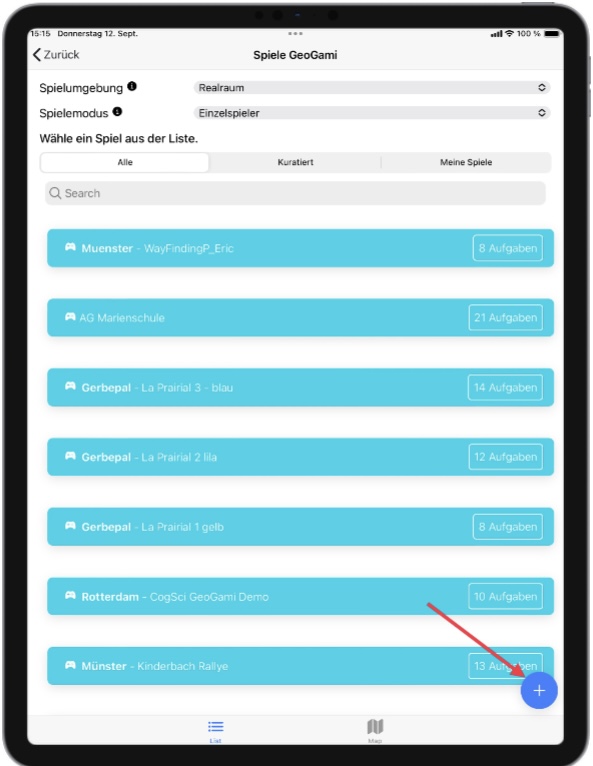 15:15 Donnerstag 12. Sept. 100 %
Zurück
Spiele GeoGami
Spielumgebung Realraum
Spielemodus Einzelspieler
Wähle ein Spiel aus der Liste.
Alle Kuratiert Meine Spiele
Search
Muenster - WayFindingP_Eric 8 Aufgaben
AG Marienschule 21 Aufgaben
Gerbepal - La Prairial 3 - blau 14 Aufgaben
Gerbepal - La Prairial 2 lila 12 Aufgaben
Gerbepal - La Prairial 1 gelb 8 Aufgaben
Rotterdam - CogSci GeoGami Demo 10 Aufgaben
Münster - Kinderbach Rallye 13 Aufgaben
+
List Map